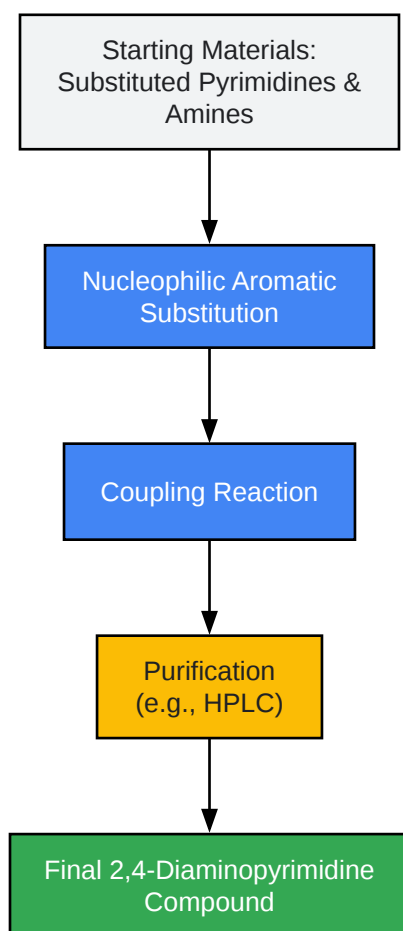 Starting Materials:
Substituted Pyrimidines &
Amines
Nucleophilic Aromatic
Substitution
Coupling Reaction
Purification
(e.g., HPLC)
Final 2,4-Diaminopyrimidine
Compound